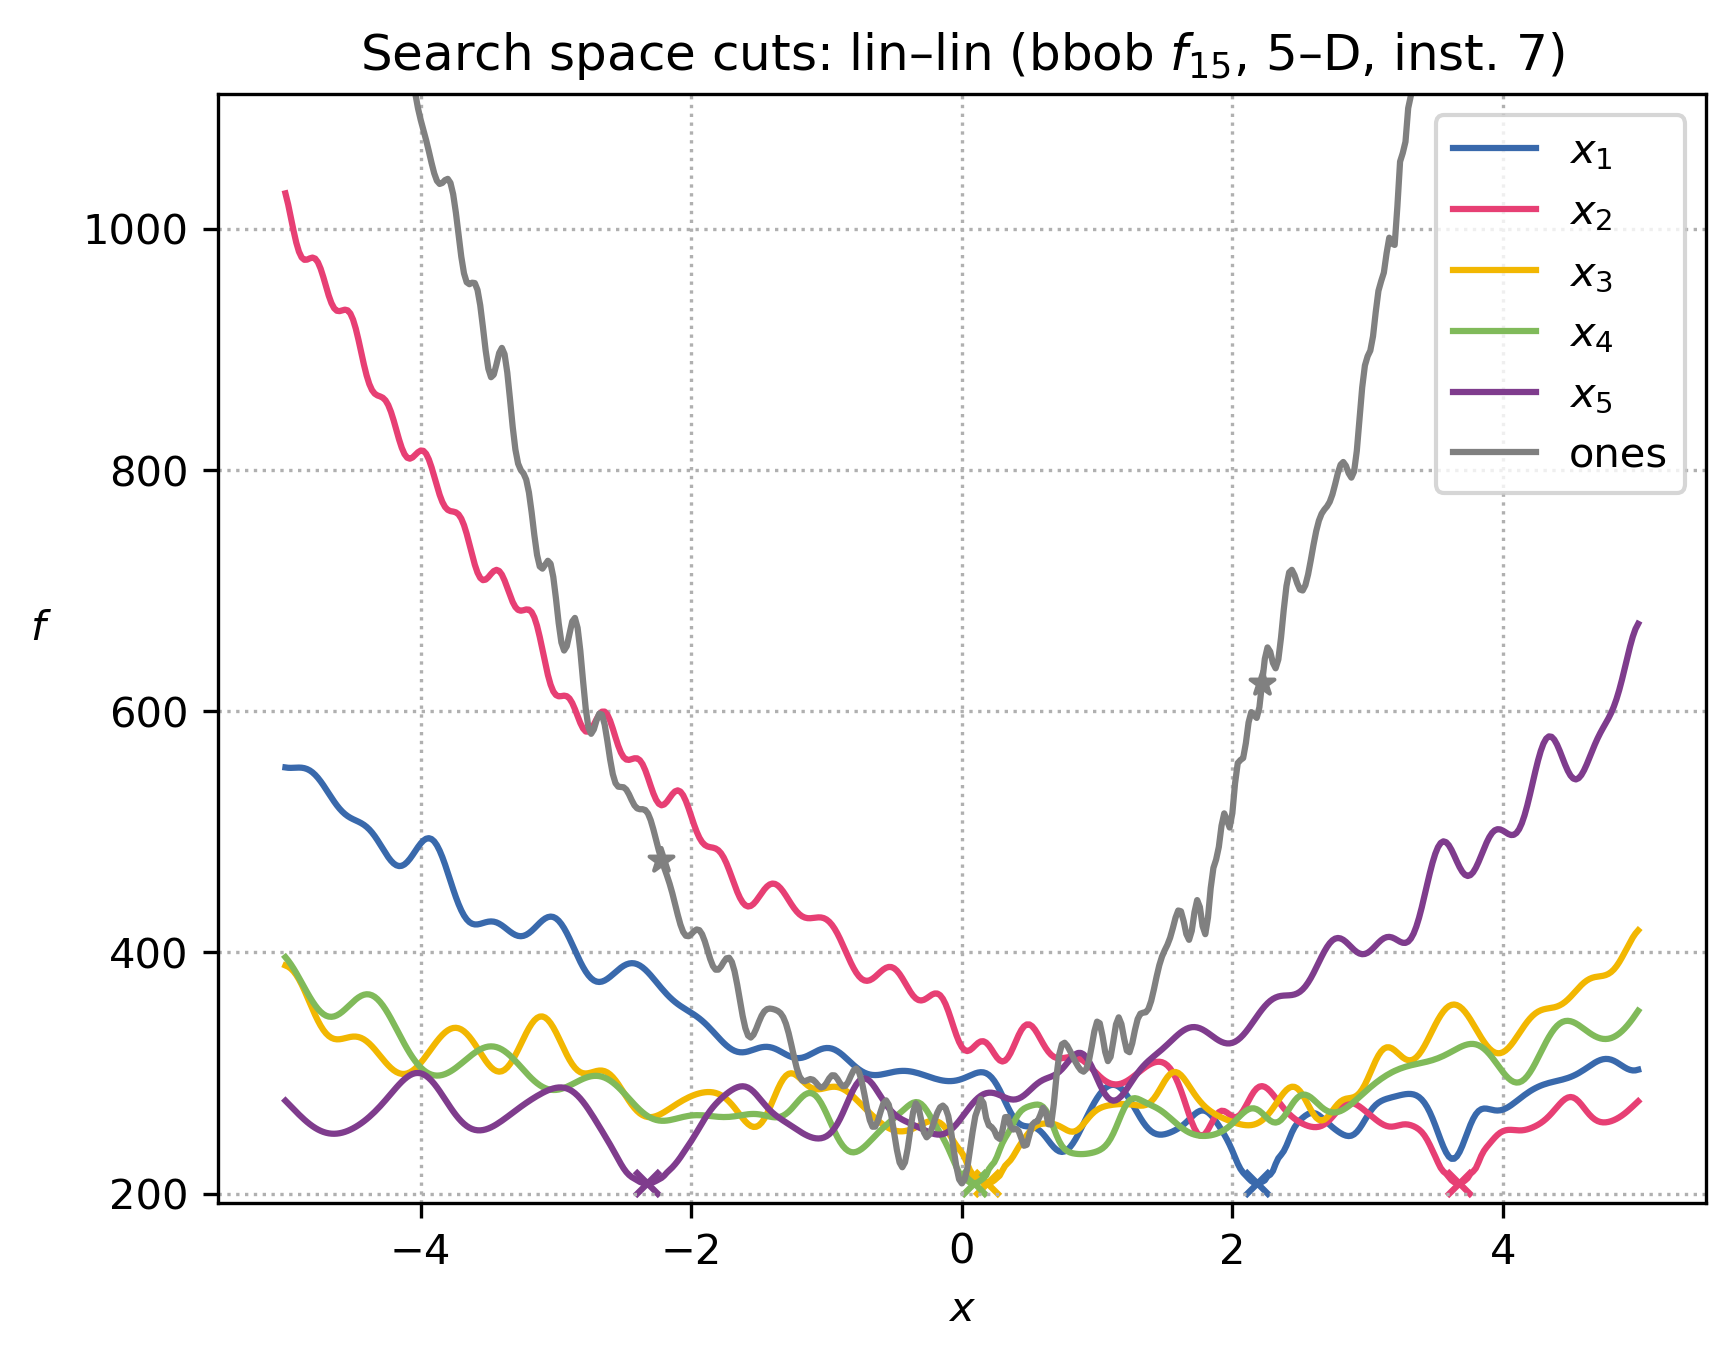 Search space cuts: lin–lin (bbob f₁₅, 5–D, inst. 7)
x₁
x₂
x₃
x₄
x₅
ones
1000
800
600
400
200
f
−4 −2 0 2 4
x